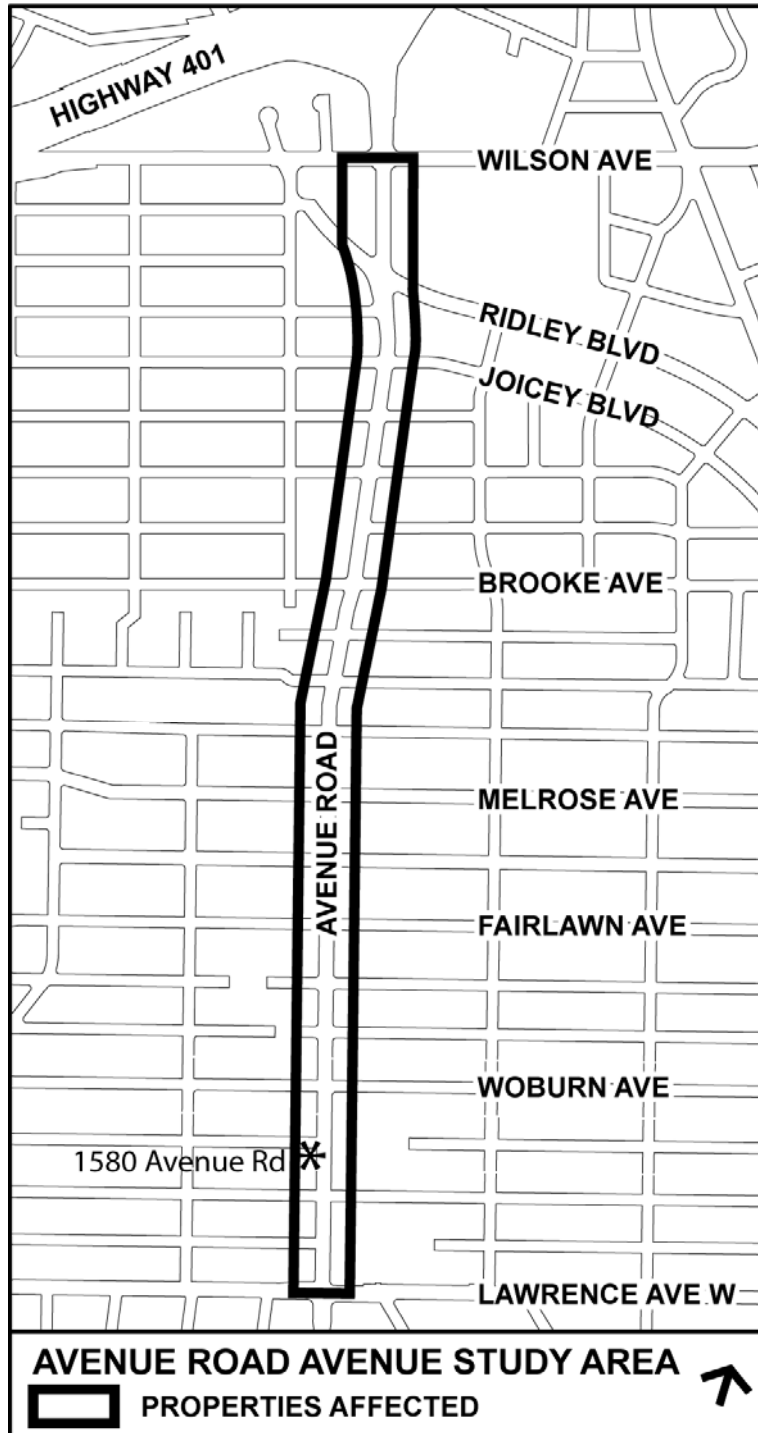 HIGHWAY 401
WILSON AVE
RIDLEY BLVD
JOICEY BLVD
BROOKE AVE
AVENUE ROAD
MELROSE AVE
FAIRLAWN AVE
WOBURN AVE
1580 Avenue Rd
LAWRENCE AVE W
AVENUE ROAD AVENUE STUDY AREA
PROPERTIES AFFECTED